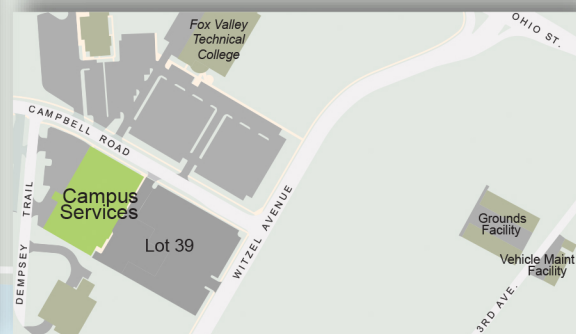 Fox Valley
Technical
College
OHIO ST.
CAMPBELL ROAD
DEMPSEY TRAIL
Campus
Services
Lot 39
WITZEL AVENUE
Grounds
Facility
Vehicle Maint
Facility
3RD AVE.